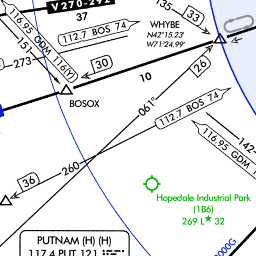 V270-292
37
WHYBE
N42°15.23'
W71°24.99'
33
116.95 GDM 116(Y)
112.7 BOS 74
151
273
30
10
26
BOSOX
061°
112.7 BOS 74
116.95 GDM
142
260
36
Hopedale Industrial Park
(1B6)
269 L★ 32
PUTNAM (H) (H)
117.4 PUT 121
000G